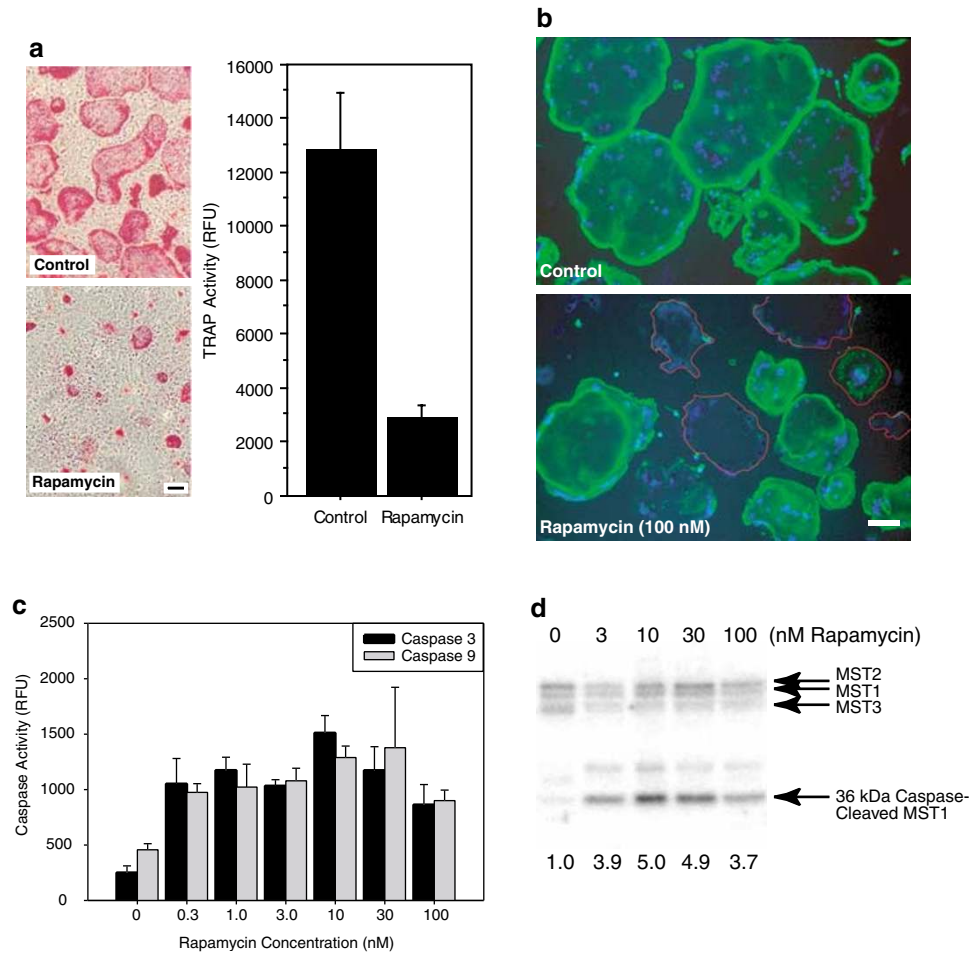 a
Control
Rapamycin
TRAP Activity (RFU)
16000
14000
12000
10000
8000
6000
4000
2000
0
Control Rapamycin
b
Control
Rapamycin (100 nM)
c
Caspase Activity (RFU)
2500
2000
1500
1000
500
0
Caspase 3
Caspase 9
0 0.3 1.0 3.0 10 30 100
Rapamycin Concentration (nM)
d
0 3 10 30 100 (nM Rapamycin)
MST2
MST1
MST3
36 kDa Caspase-
Cleaved MST1
1.0 3.9 5.0 4.9 3.7